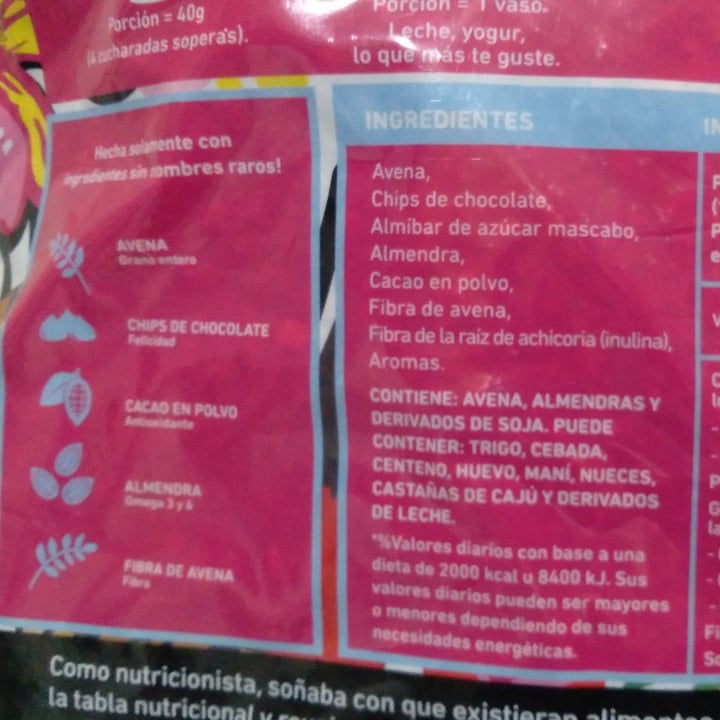 Porción = 40g
(4 cucharadas soperas).
Porción = 1 vaso.
Leche, yogur,
lo que más te guste.
Hecha solamente con
ingredientes sin nombres raros!
AVENA
Grano entero
CHIPS DE CHOCOLATE
Felicidad
CACAO EN POLVO
Antioxidante
ALMENDRA
Omega 3 y 6
FIBRA DE AVENA
Fibra
INGREDIENTES
Avena,
Chips de chocolate,
Almíbar de azúcar mascabo,
Almendra,
Cacao en polvo,
Fibra de avena,
Fibra de la raiz de achicoria (inulina),
Aromas.
CONTIENE: AVENA, ALMENDRAS Y
DERIVADOS DE SOJA. PUEDE
CONTENER: TRIGO, CEBADA,
CENTENO, HUEVO, MANÍ, NUECES,
CASTAÑAS DE CAJÚ Y DERIVADOS
DE LECHE.
*%Valores diarios con base a una
dieta de 2000 kcal u 8400 kJ. Sus
valores diarios pueden ser mayores
o menores dependiendo de sus
necesidades energéticas.
Como nutricionista, soñaba con que existieran
la tabla nutricional y